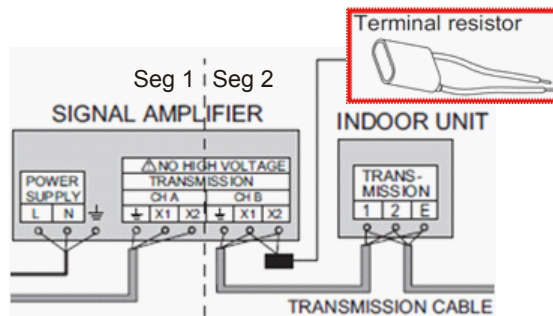 Terminal resistor
Seg 1 Seg 2
SIGNAL AMPLIFIER
INDOOR UNIT
⚠NO HIGH VOLTAGE
POWER SUPPLY
TRANSMISSION
CH A CH B
L N ⏚
⏚ X1 X2 ⏚ X1 X2
TRANS-
MISSION
1 2 E
TRANSMISSION CABLE